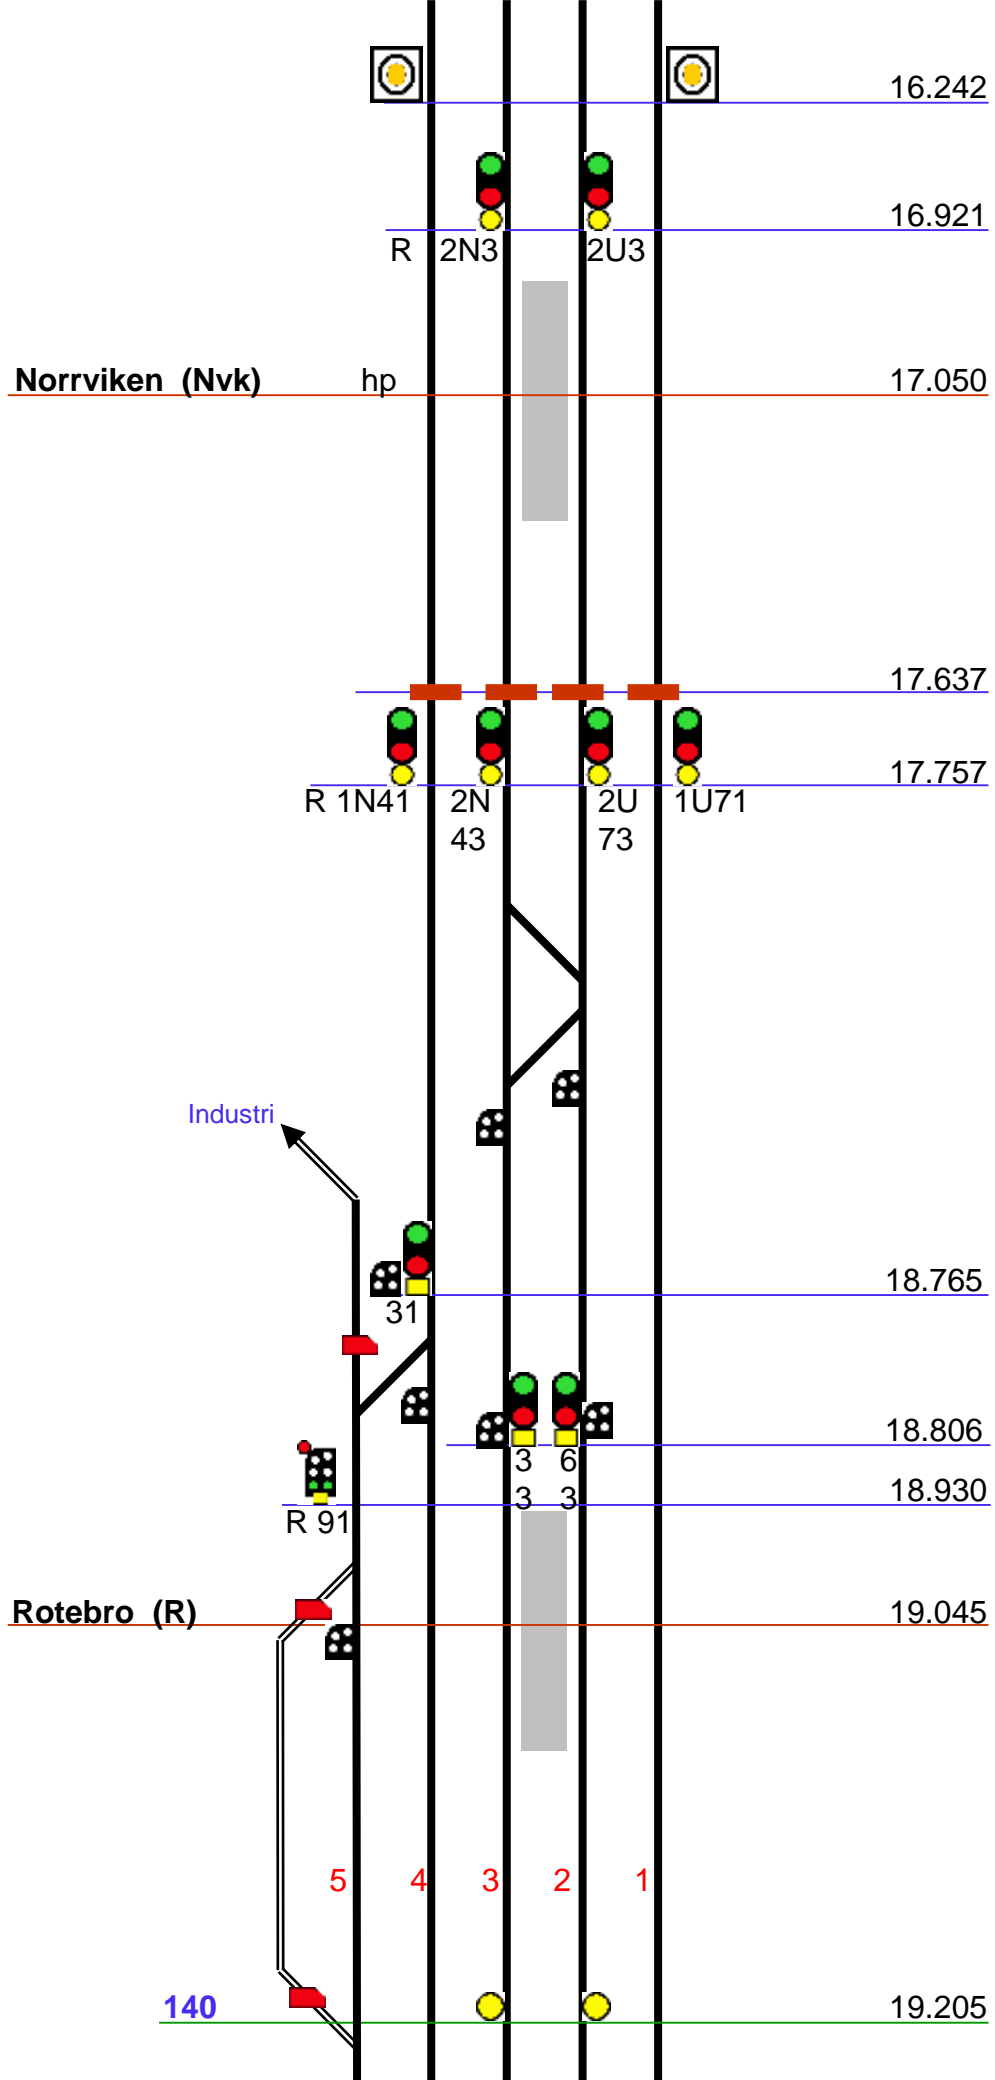 16.242
16.921
R 2N3 2U3
Norrviken (Nvk) hp 17.050
17.637
17.757
R 1N41 2N 2U 1U71
43 73
Industri
18.765
31
18.806
3 6
3 3
18.930
R 91
Rotebro (R) 19.045
5 4 3 2 1
140 19.205